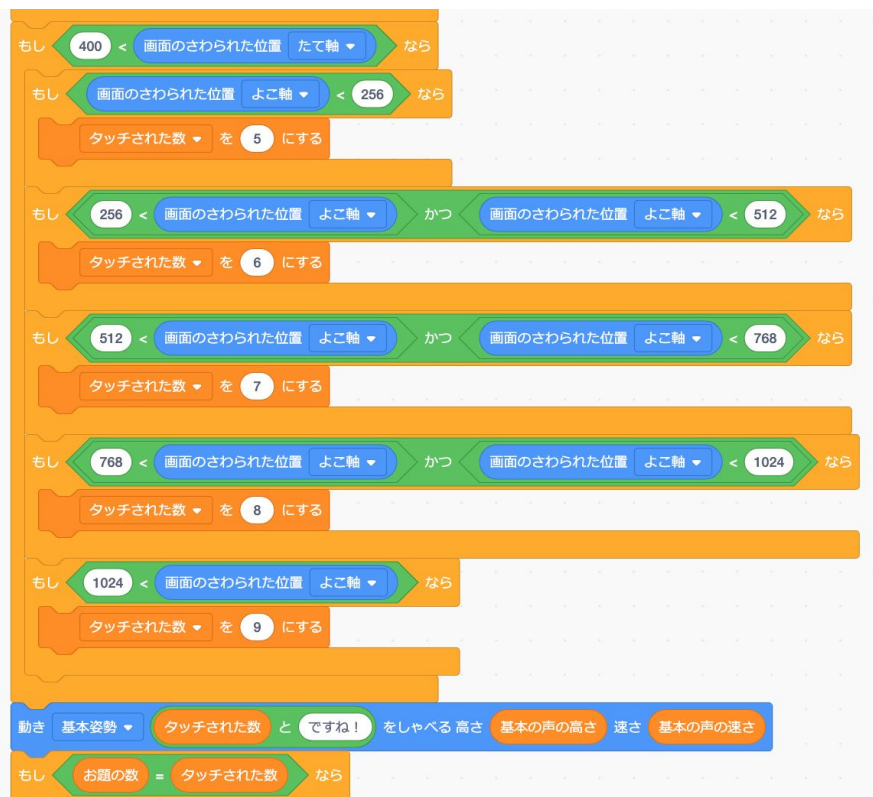 もし 400 < 画面のさわられた位置 たて軸 なら
もし 画面のさわられた位置 よこ軸 < 256 なら
タッチされた数 を 5 にする
もし 256 < 画面のさわられた位置 よこ軸 かつ 画面のさわられた位置 よこ軸 < 512 なら
タッチされた数 を 6 にする
もし 512 < 画面のさわられた位置 よこ軸 かつ 画面のさわられた位置 よこ軸 < 768 なら
タッチされた数 を 7 にする
もし 768 < 画面のさわられた位置 よこ軸 かつ 画面のさわられた位置 よこ軸 < 1024 なら
タッチされた数 を 8 にする
もし 1024 < 画面のさわられた位置 よこ軸 なら
タッチされた数 を 9 にする
動き 基本姿勢 タッチされた数 と ですね! をしゃべる 高さ 基本の声の高さ 速さ 基本の声の速さ
もし お題の数 = タッチされた数 なら